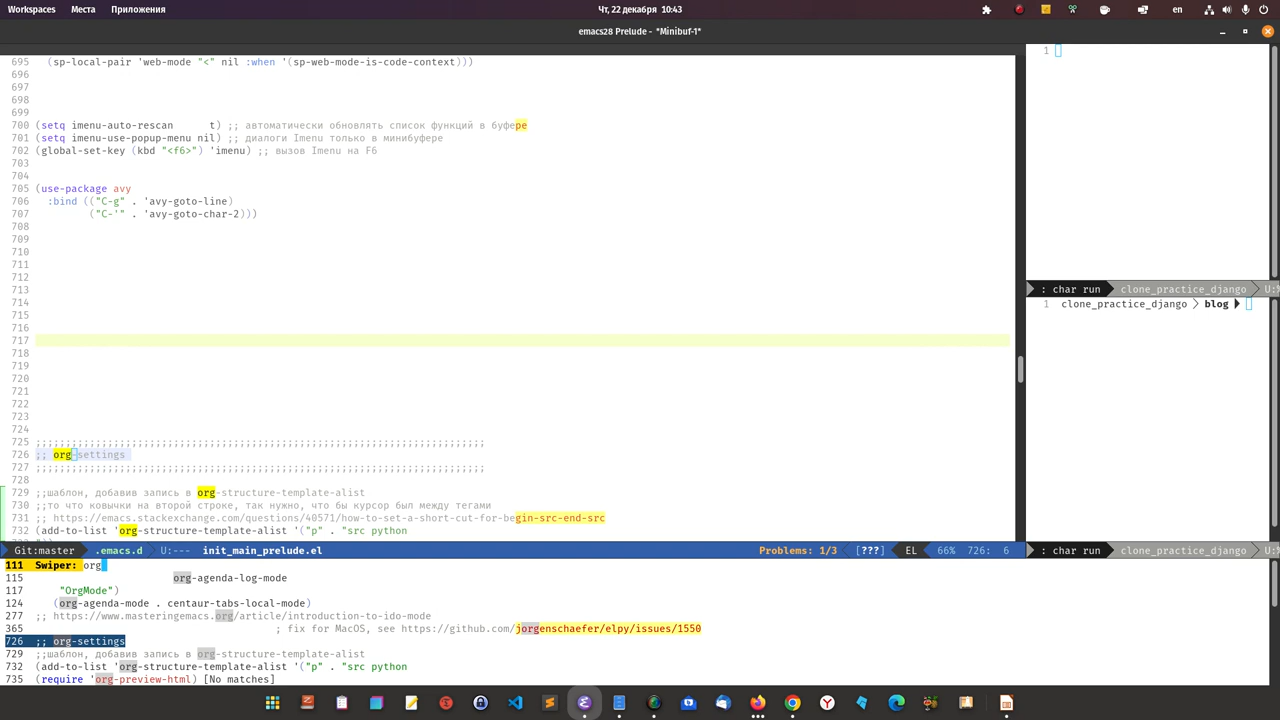 Workspaces Места Приложения Чт, 22 декабря 10:43 en
emacs28 Prelude - *Minibuf-1*
695 (sp-local-pair 'web-mode "<" nil :when '(sp-web-mode-is-code-context)))
696
697
698
699
700 (setq imenu-auto-rescan t) ;; автоматически обновлять список функций в буфере
701 (setq imenu-use-popup-menu nil) ;; диалоги Imenu только в минибуфере
702 (global-set-key (kbd "<f6>") 'imenu) ;; вызов Imenu на F6
703
704
705 (use-package avy
706 :bind (("C-g" . 'avy-goto-line)
707 ("C-'" . 'avy-goto-char-2)))
708
709
710
711
712
713
714
715
716
717
718
719
720
721
722
723
724
725 ;;;;;;;;;;;;;;;;;;;;;;;;;;;;;;;;;;;;;;;;;;;;;;;;;;;;;;;;;;;;;;;;;;;;;;;;;;;
726 ;; org-settings
727 ;;;;;;;;;;;;;;;;;;;;;;;;;;;;;;;;;;;;;;;;;;;;;;;;;;;;;;;;;;;;;;;;;;;;;;;;;;;
728
729 ;;шаблон, добавив запись в org-structure-template-alist
730 ;;то что ковычки на второй строке, так нужно, что бы курсор был между тегами
731 ;; https://emacs.stackexchange.com/questions/40571/how-to-set-a-short-cut-for-begin-src-end-src
732 (add-to-list 'org-structure-template-alist '("p" . "src python
Git:master .emacs.d U:--- init_main_prelude.el Problems: 1/3 [???] EL 66% 726: 6
111 Swiper: org
115 org-agenda-log-mode
117 "OrgMode")
124 (org-agenda-mode . centaur-tabs-local-mode)
277 ;; https://www.masteringemacs.org/article/introduction-to-ido-mode
365 ; fix for MacOS, see https://github.com/jorgenschaefer/elpy/issues/1550
726 ;; org-settings
729 ;;шаблон, добавив запись в org-structure-template-alist
732 (add-to-list 'org-structure-template-alist '("p" . "src python
735 (require 'org-preview-html) [No matches]
1
: char run clone_practice_django U:%
1 clone_practice_django blog
: char run clone_practice_django U:%